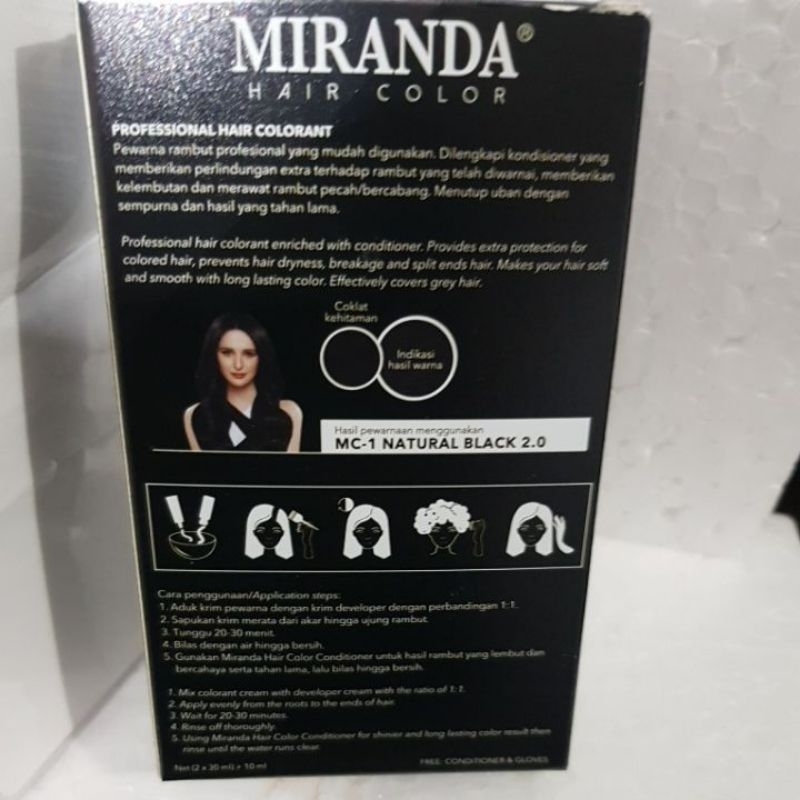 MIRANDA®
HAIR COLOR
PROFESSIONAL HAIR COLORANT
Pewarna rambut profesional yang mudah digunakan. Dilengkapi kondisioner yang
memberikan perlindungan extra terhadap rambut yang telah diwarnai, memberikan
kelembutan dan merawat rambut pecah/bercabang. Menutup uban dengan
sempurna dan hasil yang tahan lama.
Professional hair colorant enriched with conditioner. Provides extra protection for
colored hair, prevents hair dryness, breakage and split ends hair. Makes your hair soft
and smooth with long lasting color. Effectively covers grey hair.
Coklat
kehitaman
Indikasi
hasil warna
Hasil pewarnaan menggunakan
MC-1 NATURAL BLACK 2.0
Cara penggunaan/Application steps:
1. Aduk krim pewarna dengan krim developer dengan perbandingan 1:1.
2. Sapukan krim merata dari akar hingga ujung rambut.
3. Tunggu 20-30 menit.
4. Bilas dengan air hingga bersih.
5. Gunakan Miranda Hair Color Conditioner untuk hasil rambut yang lembut dan
bercahaya serta tahan lama, lalu bilas hingga bersih.
1. Mix colorant cream with developer cream with the ratio of 1:1.
2. Apply evenly from the roots to the ends of hair.
3. Wait for 20-30 minutes.
4. Rinse off thoroughly.
5. Using Miranda Hair Color Conditioner for shinier and long lasting color result then
rinse until the water runs clear.
Net (2 x 30 ml) + 10 ml
FREE: CONDITIONER & GLOVES